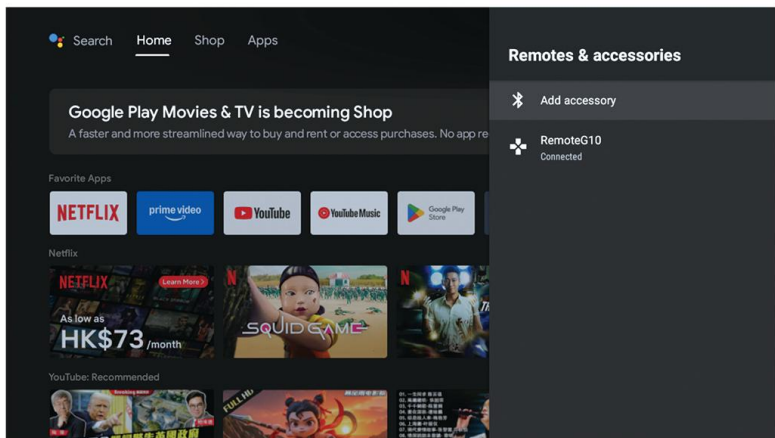 Search Home Shop Apps
Remotes & accessories
Add accessory
RemoteG10
Connected
Google Play Movies & TV is becoming Shop
A faster and more streamlined way to buy and rent or access purchases. No app re
Favorite Apps
NETFLIX
prime video
YouTube
YouTube Music
Google Play
Store
Netflix
NETFLIX
Learn More
As low as
HK$73 /month
N
SQUID GAME
N
YouTube: Recommended
FULL HD